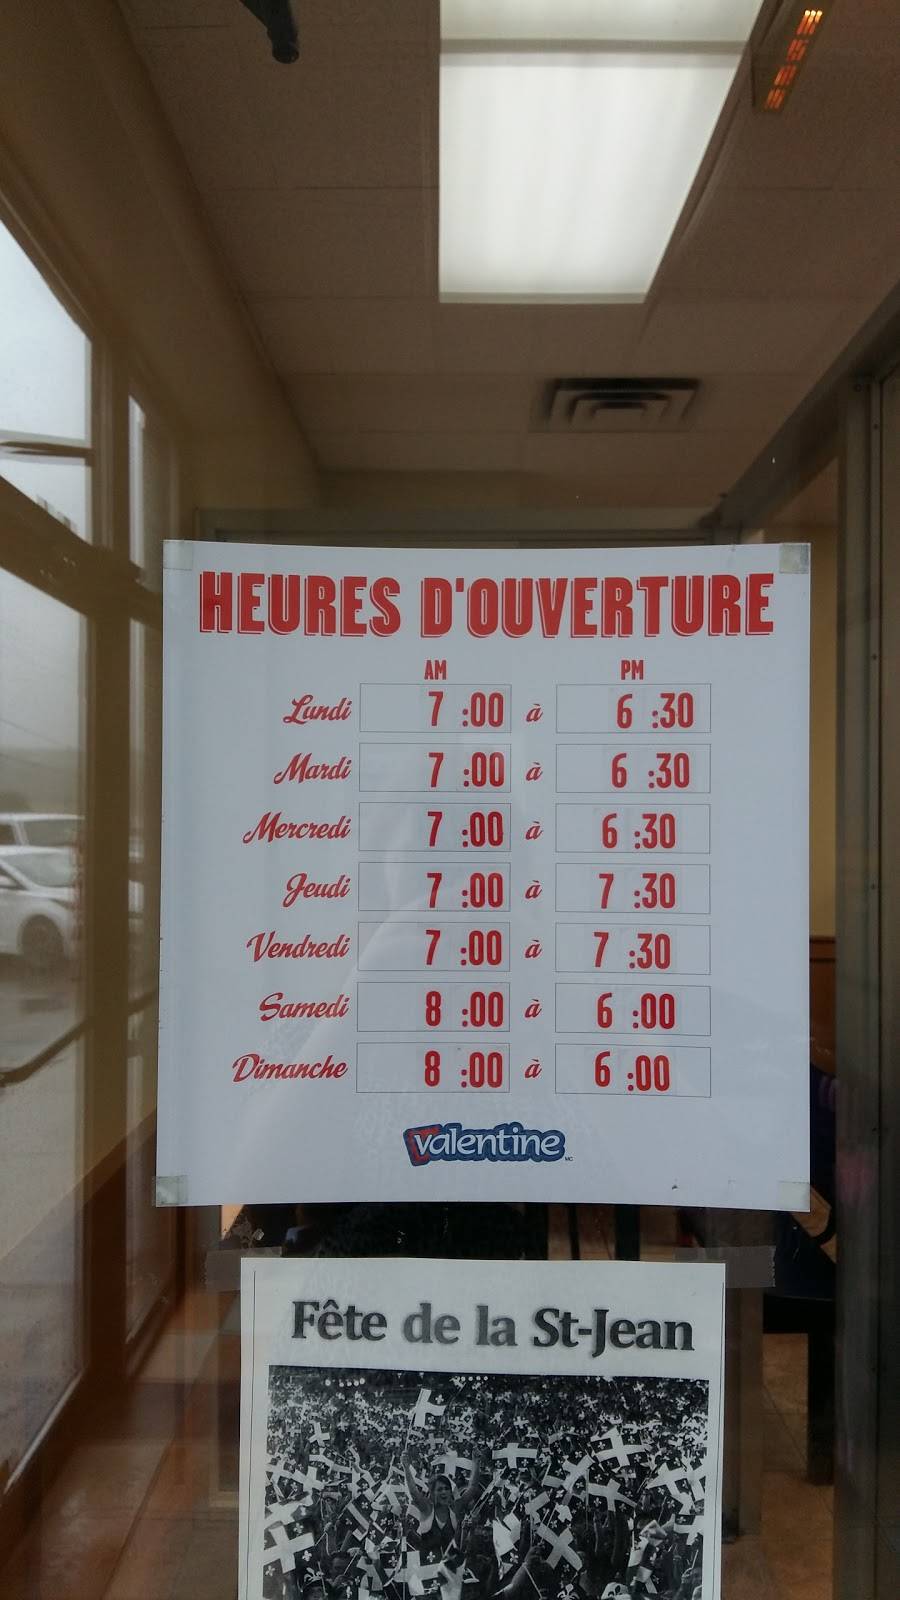 HEURES D'OUVERTURE
AM PM
Lundi 7 :00 à 6 :30
Mardi 7 :00 à 6 :30
Mercredi 7 :00 à 6 :30
Jeudi 7 :00 à 7 :30
Vendredi 7 :00 à 7 :30
Samedi 8 :00 à 6 :00
Dimanche 8 :00 à 6 :00
valentine MC
Fête de la St-Jean